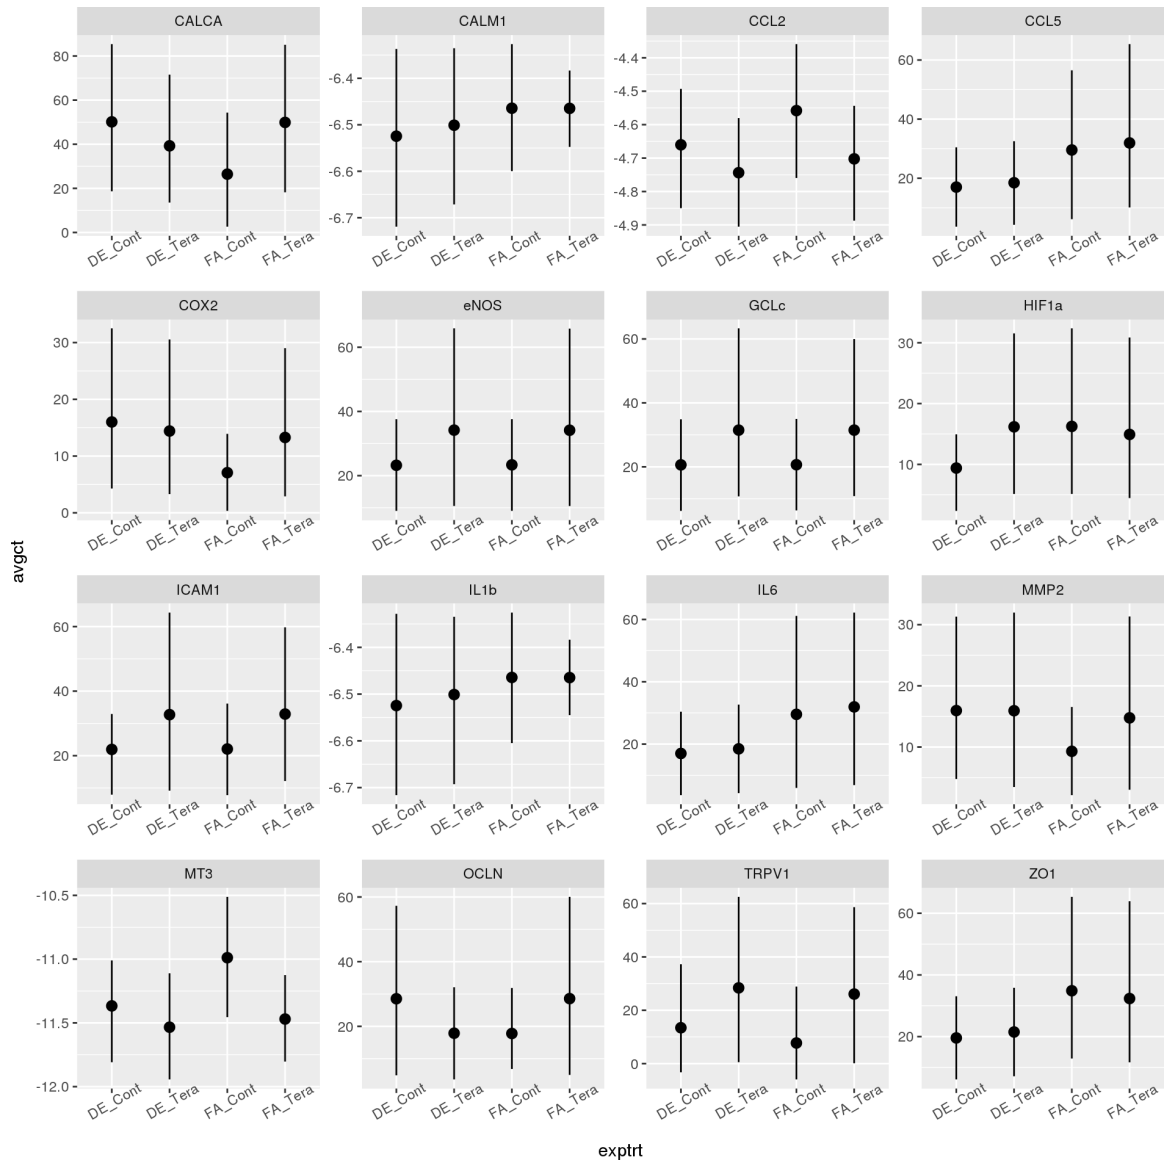 CALCA CALM1 CCL2 CCL5
80 60 40 20 0
-6.4 -6.5 -6.6 -6.7
-4.4 -4.5 -4.6 -4.7 -4.8 -4.9
60 40 20
DE_Cont DE_Tera FA_Cont FA_Tera DE_Cont DE_Tera FA_Cont FA_Tera DE_Cont DE_Tera FA_Cont FA_Tera DE_Cont DE_Tera FA_Cont FA_Tera
COX2 eNOS GCLc HIF1a
30 20 10 0
60 40 20
60 40 20
30 20 10
DE_Cont DE_Tera FA_Cont FA_Tera DE_Cont DE_Tera FA_Cont FA_Tera DE_Cont DE_Tera FA_Cont FA_Tera DE_Cont DE_Tera FA_Cont FA_Tera
avgct
ICAM1 IL1b IL6 MMP2
60 40 20
-6.4 -6.5 -6.6 -6.7
60 40 20
30 20 10
DE_Cont DE_Tera FA_Cont FA_Tera DE_Cont DE_Tera FA_Cont FA_Tera DE_Cont DE_Tera FA_Cont FA_Tera DE_Cont DE_Tera FA_Cont FA_Tera
MT3 OCLN TRPV1 ZO1
-10.5 -11.0 -11.5 -12.0
60 40 20
60 40 20 0
60 40 20
DE_Cont DE_Tera FA_Cont FA_Tera DE_Cont DE_Tera FA_Cont FA_Tera DE_Cont DE_Tera FA_Cont FA_Tera DE_Cont DE_Tera FA_Cont FA_Tera
exptrt